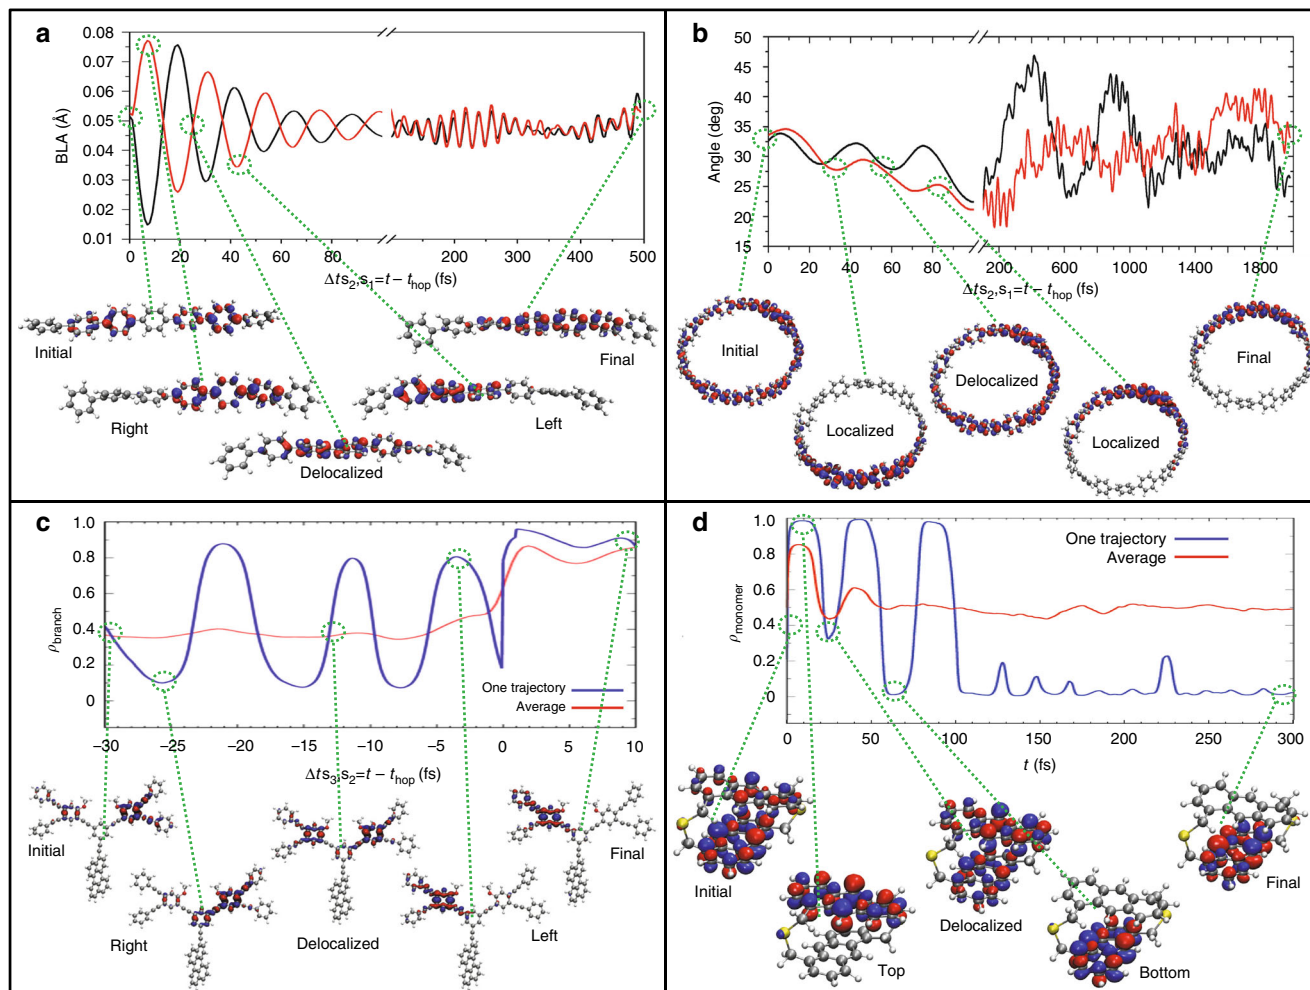 a
BLA (Å)
0.08
0.07
0.06
0.05
0.04
0.03
0.02
0.01
0 20 40 60 80 200 300 400 500
Δts₂,s₁=t – t_hop (fs)
Initial
Final
Right
Left
Delocalized
b
Angle (deg)
50
45
40
35
30
25
20
15
0 20 40 60 80 200 600 1000 1400 1800
Δts₂,s₁=t – t_hop (fs)
Initial
Delocalized
Final
Localized
Localized
c
ρ_branch
1.0
0.8
0.6
0.4
0.2
0
One trajectory
Average
–30 –25 –20 –15 –10 –5 0 5 10
Δts₃,s₂=t – t_hop (fs)
Initial
Final
Right
Delocalized
Left
d
ρ_monomer
1.0
0.8
0.6
0.4
0.2
0
One trajectory
Average
0 50 100 150 200 250 300
t (fs)
Initial
Delocalized
Final
Top
Bottom